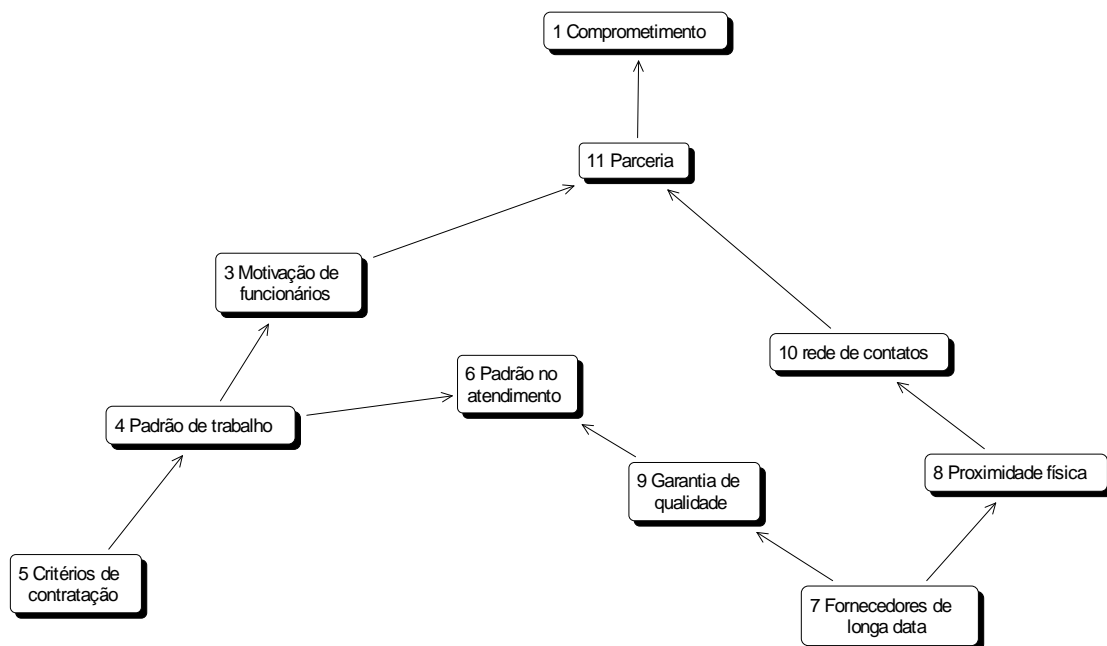 1 Comprometimento
11 Parceria
3 Motivação de
funcionários
10 rede de contatos
6 Padrão no
atendimento
4 Padrão de trabalho
9 Garantia de
qualidade
8 Proximidade física
5 Critérios de
contratação
7 Fornecedores de
longa data